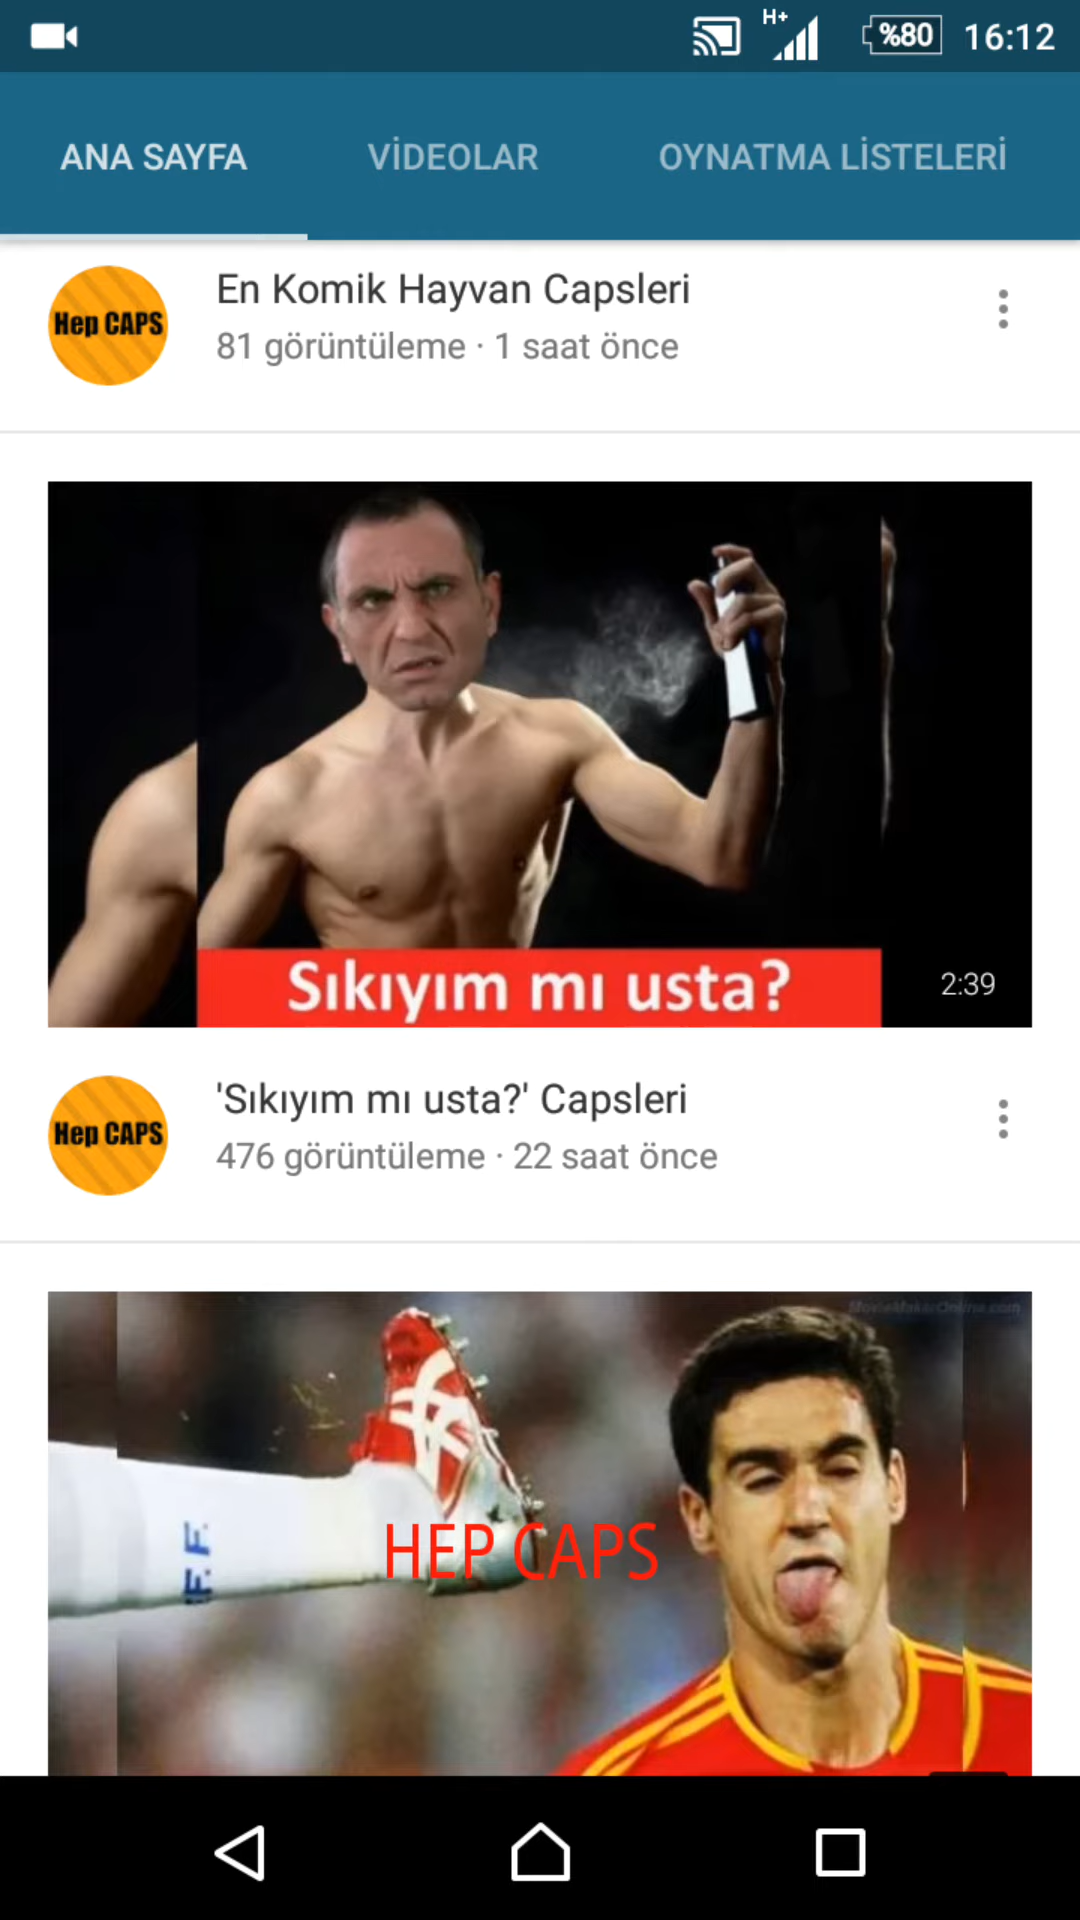 H+
%80
16:12
ANA SAYFA
VİDEOLAR
OYNATMA LİSTELERİ
Hep CAPS
En Komik Hayvan Capsleri
81 görüntüleme · 1 saat önce
Sıkıyım mı usta?
2:39
Hep CAPS
'Sıkıyım mı usta?' Capsleri
476 görüntüleme · 22 saat önce
MovieMakerOnline.com
F.F.
HEP CAPS